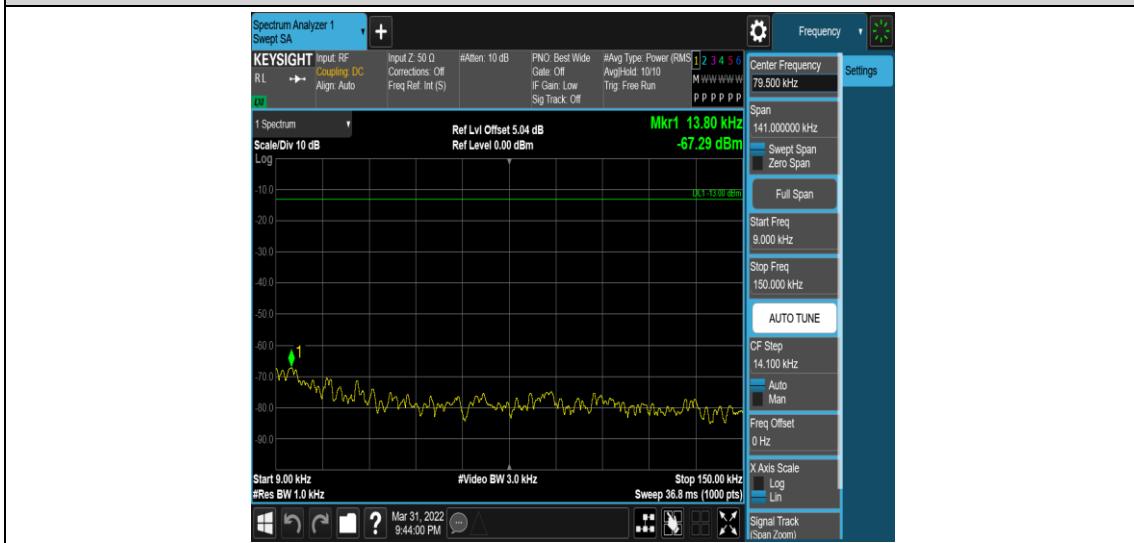 Spectrum Analyzer 1
Swept SA
+
Frequency
KEYSIGHT
RL
Input: RF
Coupling: DC
Align: Auto
Input Z: 50 Ω
Corrections: Off
Freq Ref: Int (S)
#Atten: 10 dB
PNO: Best Wide
Gate: Off
IF Gain: Low
Sig Track: Off
#Avg Type: Power (RMS
Avg|Hold: 10/10
Trig: Free Run
1 2 3 4 5 6
M W W W W W
P P P P P P
1 Spectrum
Scale/Div 10 dB
Log
Ref Lvl Offset 5.04 dB
Ref Level 0.00 dBm
Mkr1 13.80 kHz
-67.29 dBm
DL1 -13.00 dBm
-10.0
-20.0
-30.0
-40.0
-50.0
-60.0
1
-70.0
-80.0
-90.0
Start 9.00 kHz
#Res BW 1.0 kHz
#Video BW 3.0 kHz
Stop 150.00 kHz
Sweep 36.8 ms (1000 pts)
?
Mar 31, 2022
9:44:00 PM
Center Frequency
79.500 kHz
Settings
Span
141.000000 kHz
Swept Span
Zero Span
Full Span
Start Freq
9.000 kHz
Stop Freq
150.000 kHz
AUTO TUNE
CF Step
14.100 kHz
Auto
Man
Freq Offset
0 Hz
X Axis Scale
Log
Lin
Signal Track
(Span Zoom)